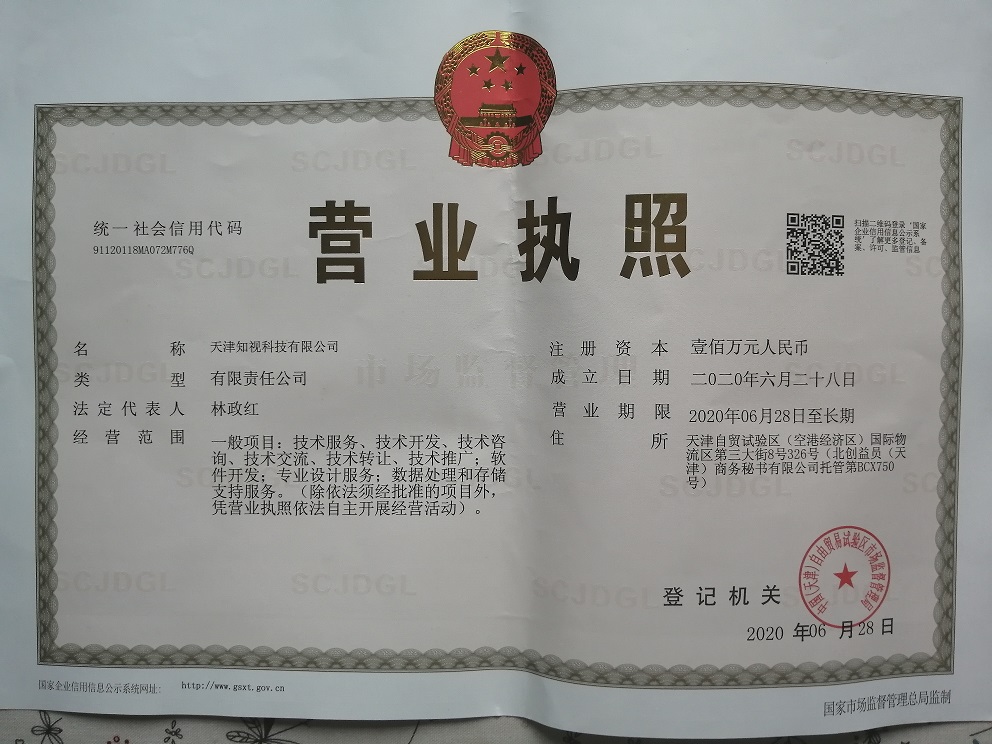 营业执照
统一社会信用代码
91120118MA072M776Q
扫描二维码登录“国家
企业信用信息公示系
统”了解更多登记、备
案、许可、监管信息
名称 天津知视科技有限公司
类型 有限责任公司
法定代表人 林政红
经营范围 一般项目：技术服务、技术开发、技术咨
询、技术交流、技术转让、技术推广；软
件开发；专业设计服务；数据处理和存储
支持服务。（除依法须经批准的项目外，
凭营业执照依法自主开展经营活动）。
注册资本 壹佰万元人民币
成立日期 二〇二〇年六月二十八日
营业期限 2020年06月28日至长期
住所 天津自贸试验区（空港经济区）国际物
流区第三大街8号326号（北创益员（天
津）商务秘书有限公司托管第BCX750
号）
登记机关
中国（天津）自由贸易试验区市场监督管理局
2020 年06 月28 日
国家企业信用信息公示系统网址： http://www.gsxt.gov.cn
国家市场监督管理总局监制
SCJDGL
市场监督管理